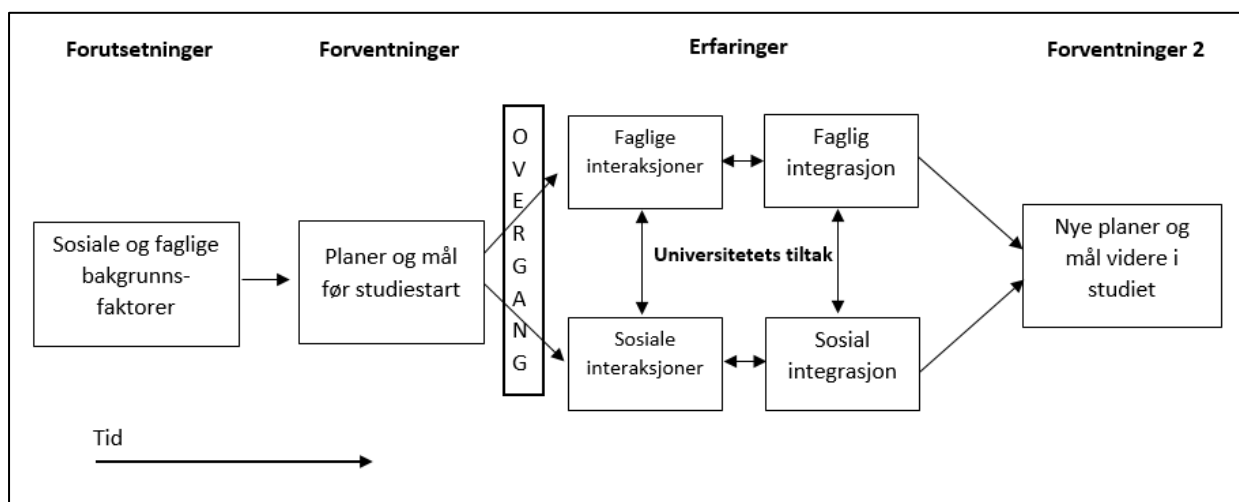 Forutsetninger
Forventninger
Erfaringer
Forventninger 2
Sosiale og faglige
bakgrunns-
faktorer
Planer og mål
før studiestart
OVERGANG
Faglige
interaksjoner
Faglig
integrasjon
Universitetets tiltak
Sosiale
interaksjoner
Sosial
integrasjon
Nye planer og
mål videre i
studiet
Tid